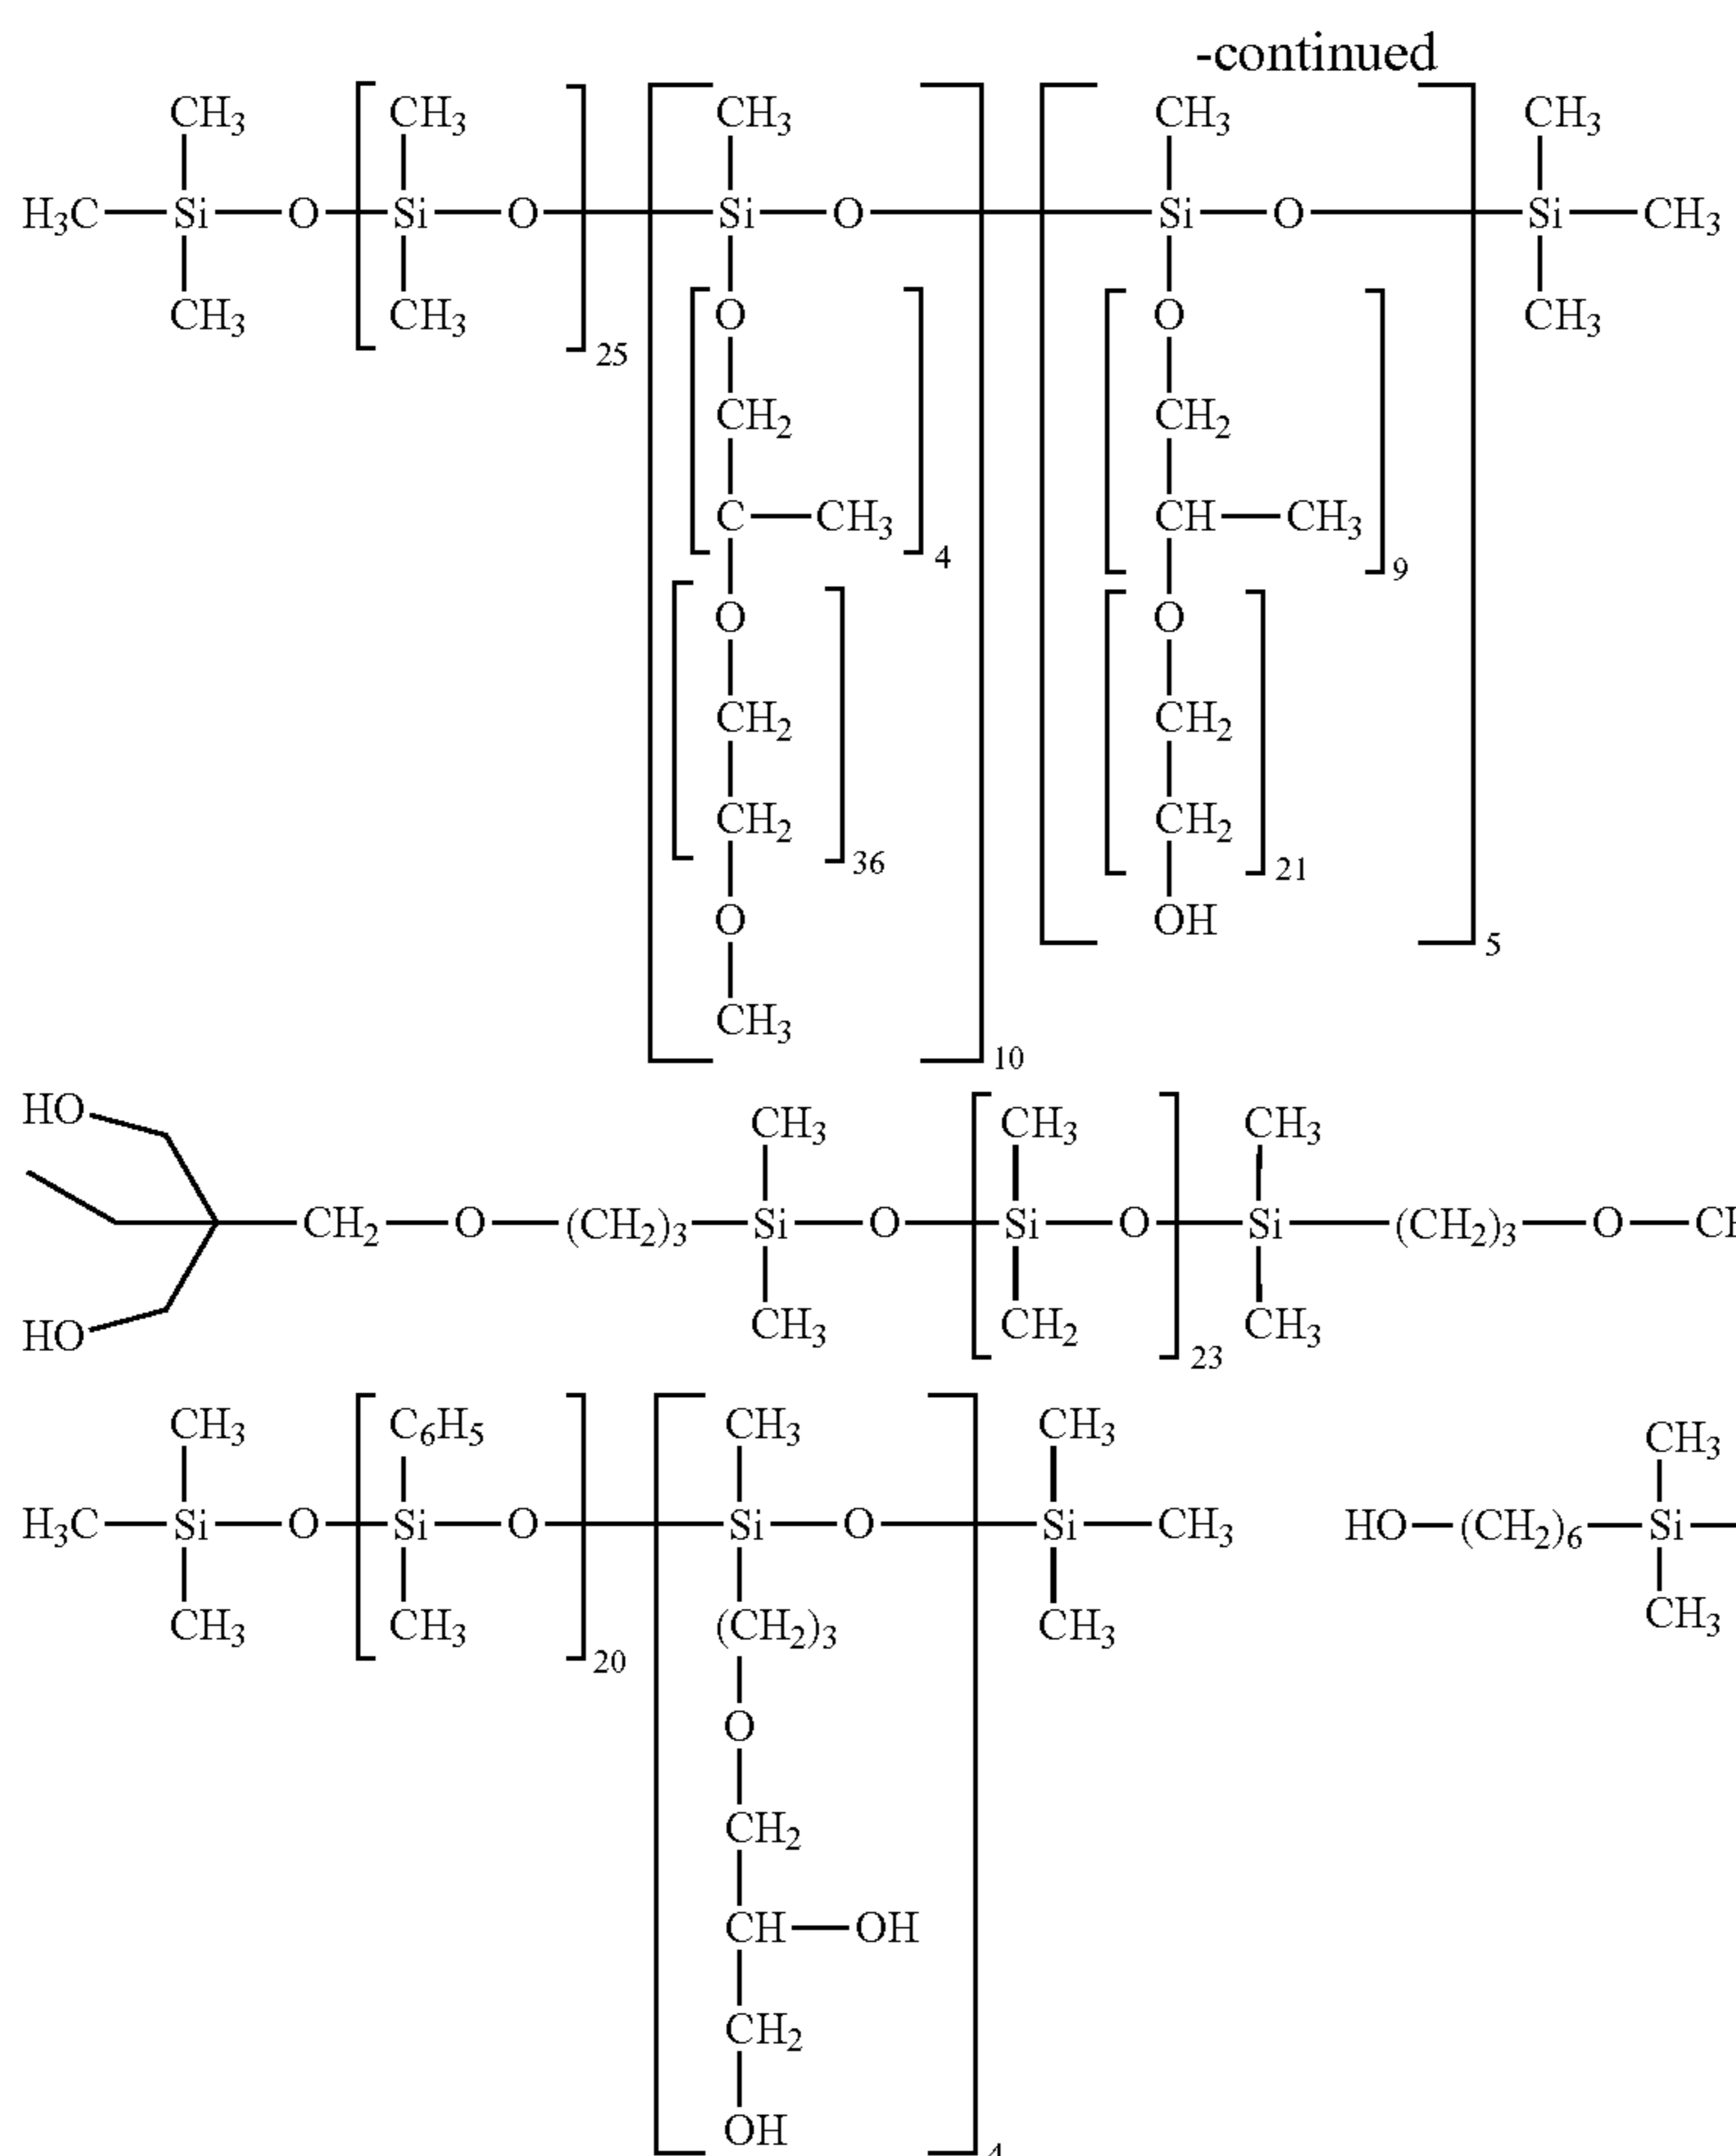 -continued
CH3 CH3 CH3 CH3 CH3
H3C Si O Si O Si O Si O Si CH3
CH3 CH3 O O CH3
25
CH2 CH2
C CH3 CH CH3
4 9
O O
CH2 CH2
CH2 CH2
36 21
O OH
5
CH3
10
HO CH3 CH3 CH3
CH2 O (CH2)3 Si O Si O Si (CH2)3 O
HO CH3 CH2 CH3
23
CH3 C6H5 CH3 CH3 CH3
H3C Si O Si O Si O Si CH3 HO (CH2)6 Si
CH3 CH3 (CH2)3 CH3 CH3
20
O
CH2
CH OH
CH2
OH
4